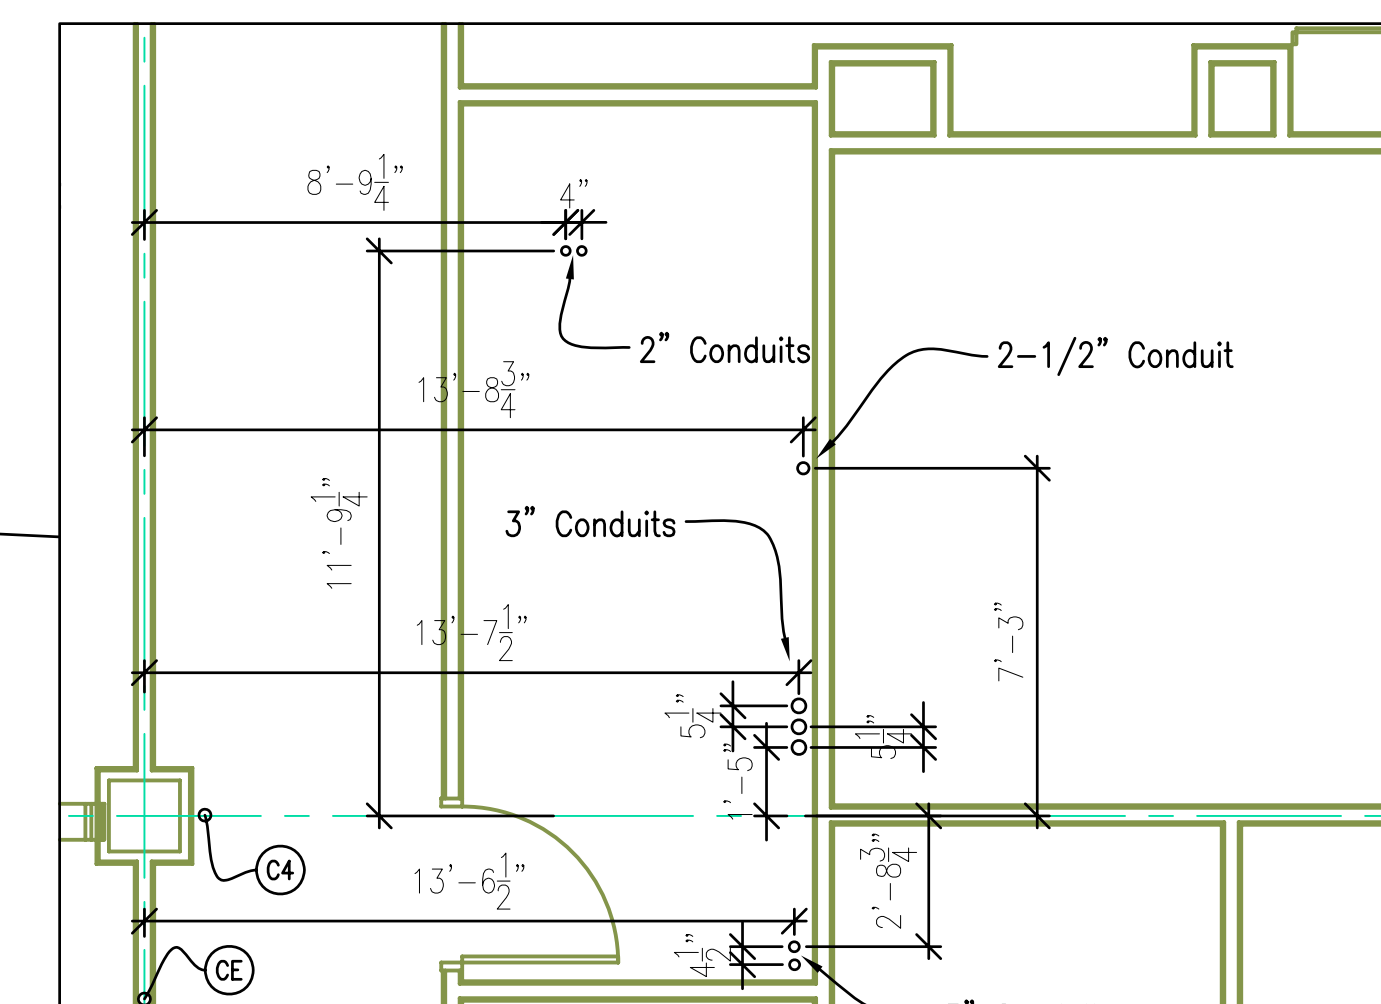 8'-9 1/4"
4"
2" Conduits
2-1/2" Conduit
13'-8 3/4"
11'-9 1/4"
3" Conduits
13'-7 1/2"
7'-3"
5 1/4"
5 1/4"
1'-5"
C4
13'-6 1/2"
2'-8 3/4"
4 1/2"
CE